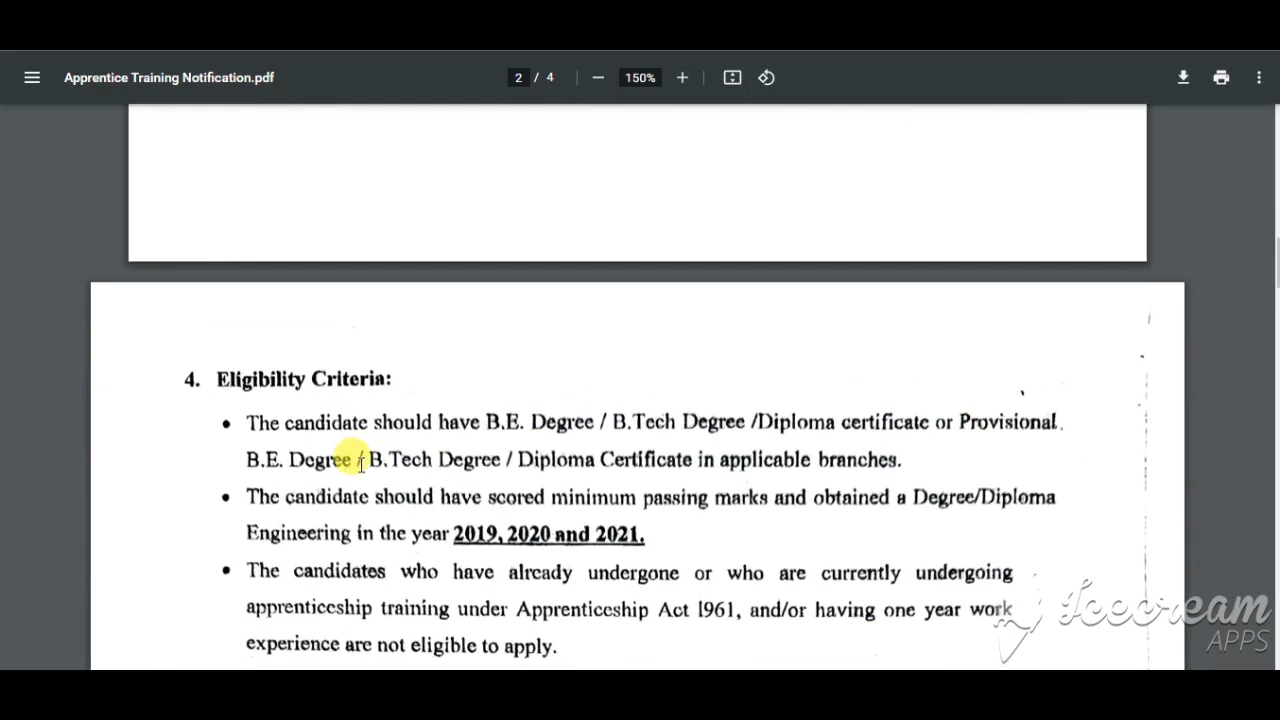 Apprentice Training Notification.pdf
2 / 4
150%
4. Eligibility Criteria:
• The candidate should have B.E. Degree / B.Tech Degree /Diploma certificate or Provisional
B.E. Degree / B.Tech Degree / Diploma Certificate in applicable branches.
• The candidate should have scored minimum passing marks and obtained a Degree/Diploma
Engineering in the year 2019, 2020 and 2021.
• The candidates who have already undergone or who are currently undergoing
apprenticeship training under Apprenticeship Act 1961, and/or having one year work
experience are not eligible to apply.
Icecream
APPS